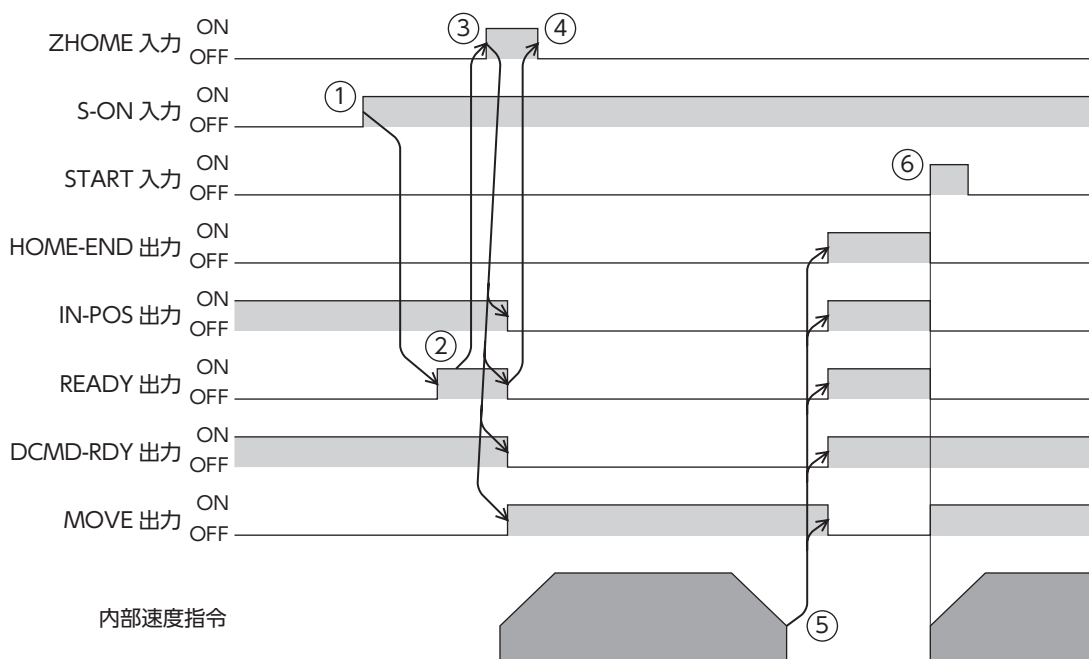 ZHOME 入力 ON
OFF
③ ④
S-ON 入力 ON
OFF
①
START 入力 ON
OFF
⑥
HOME-END 出力 ON
OFF
IN-POS 出力 ON
OFF
②
READY 出力 ON
OFF
DCMD-RDY 出力 ON
OFF
MOVE 出力 ON
OFF
内部速度指令
⑤